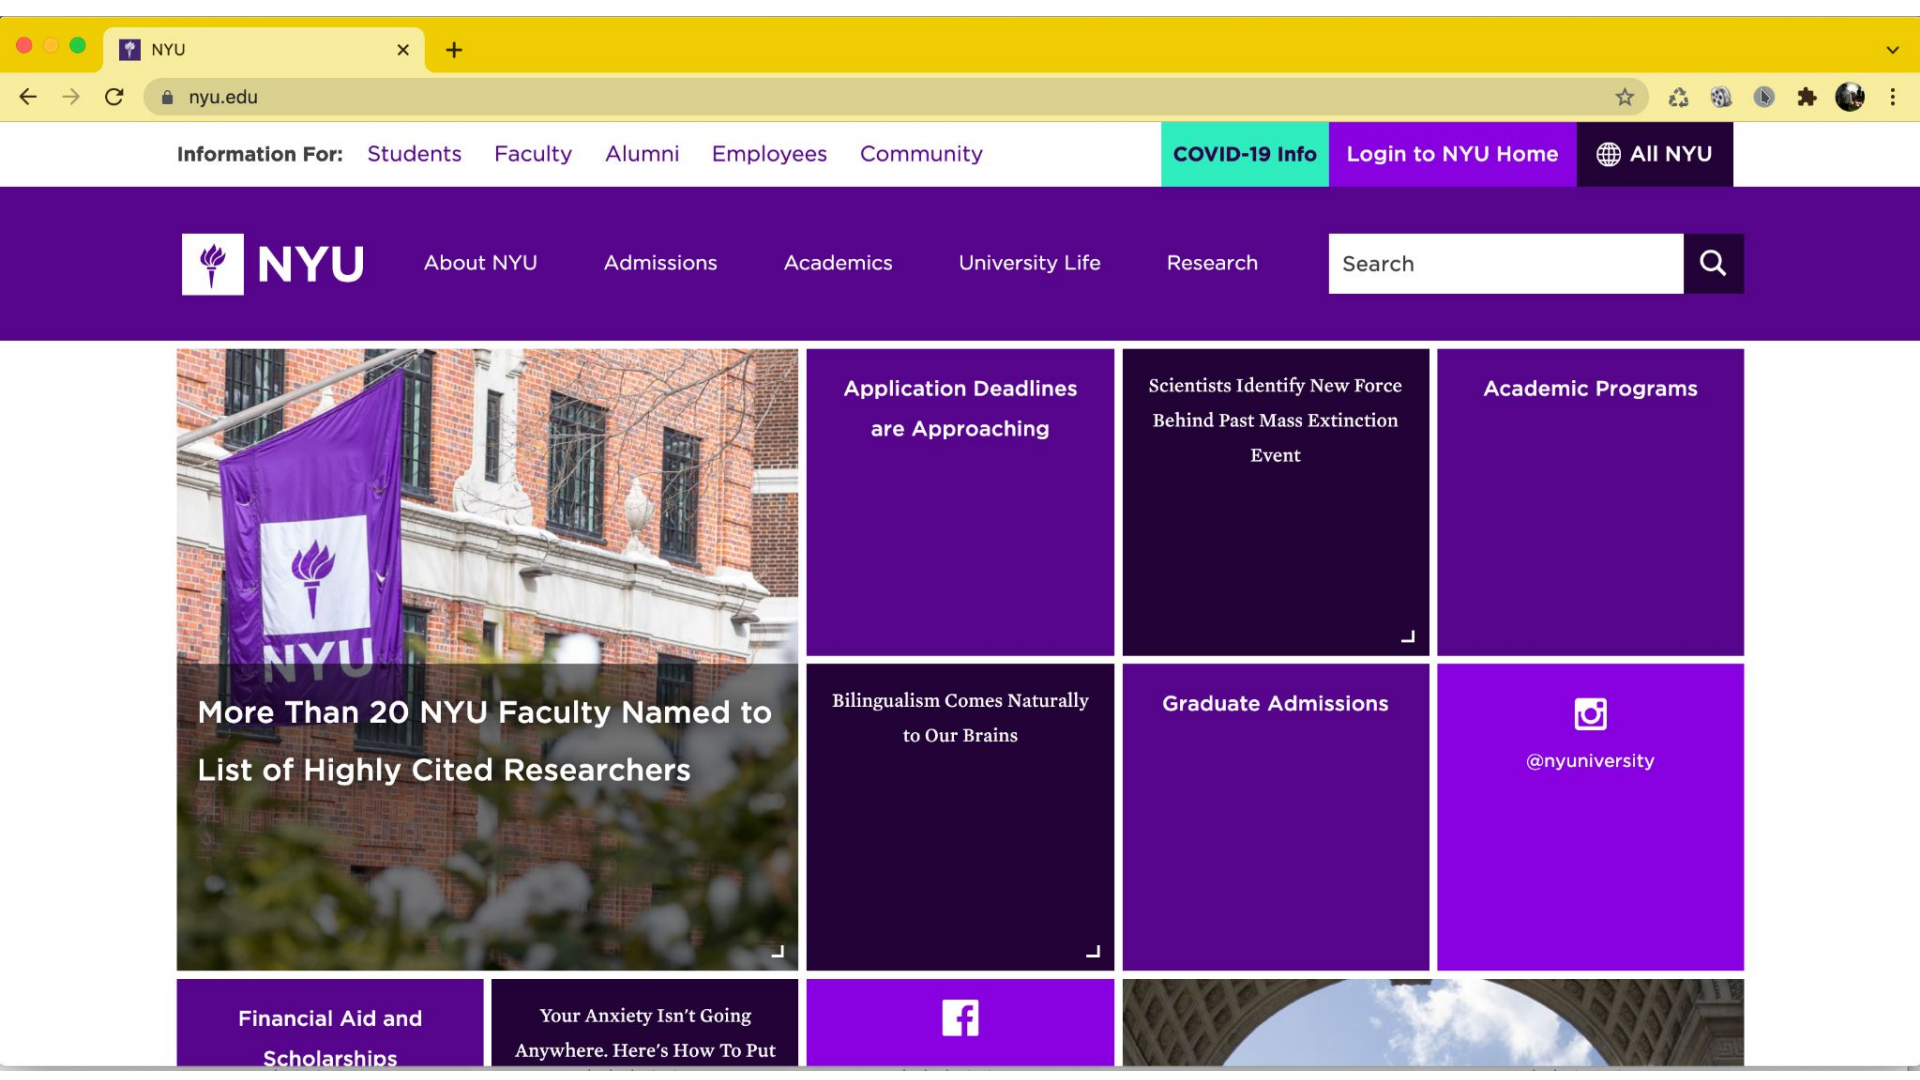 NYU
nyu.edu
Information For: Students Faculty Alumni Employees Community
COVID-19 Info Login to NYU Home All NYU
NYU About NYU Admissions Academics University Life Research Search
NYU
More Than 20 NYU Faculty Named to
List of Highly Cited Researchers
Application Deadlines
are Approaching
Scientists Identify New Force
Behind Past Mass Extinction
Event
Academic Programs
Bilingualism Comes Naturally
to Our Brains
Graduate Admissions
@nyuniversity
Financial Aid and
Scholarships
Your Anxiety Isn't Going
Anywhere. Here's How To Put